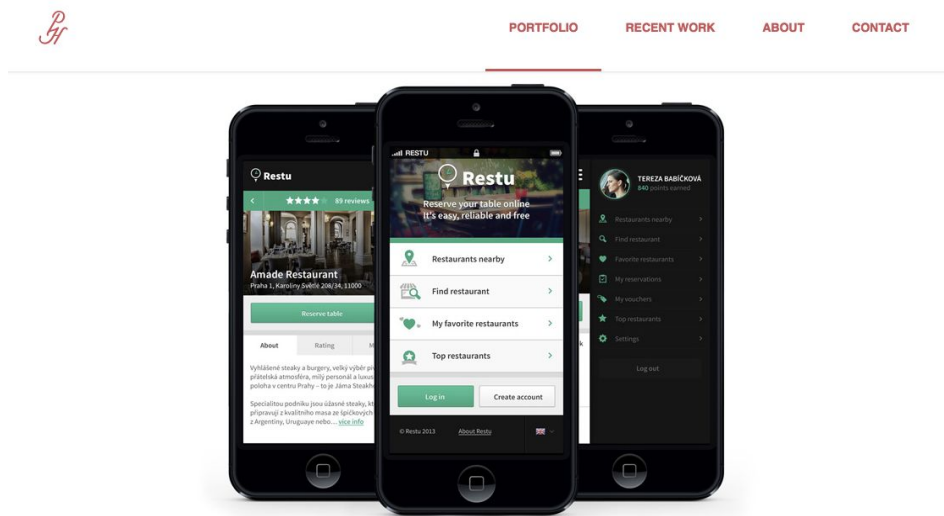 PH
PORTFOLIO
RECENT WORK
ABOUT
CONTACT
Restu
89 reviews
Amade Restaurant
Praha 1, Karoliny Světlé 208/34, 11000
Reserve table
About
Rating
M
Vyhlášené steaky a burgery, velký výběr
přátelská atmosféra, milý personál a
poloha v centru Prahy – to je Jáma
Specialitou podniku jsou úžasné steaky,
připravují z kvalitního masa ze špičkových
z Argentiny, Uruguaye nebo... více info
RESTU
Restu
Reserve your table online
it's easy, reliable and free
Restaurants nearby
Find restaurant
My favorite restaurants
Top restaurants
Log in
Create account
© Restu 2013
About Restu
TEREZA BABÍČKOVÁ
840 points earned
Restaurants nearby
Find restaurant
Favorite restaurants
My reservations
My vouchers
Top restaurants
Settings
Log out